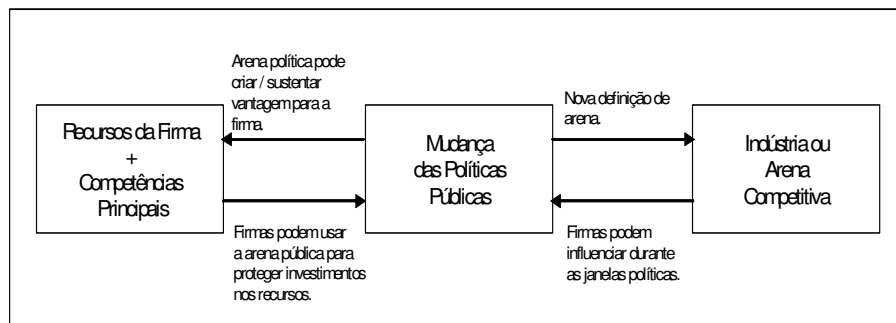 Arena política pode
criar / sustentar
vantagem para a
firma.
Nova definição de
arena.
Recursos da Firma
+
Competências
Principais
Mudança
das Políticas
Públicas
Indústria ou
Arena
Competitiva
Firmas podem usar
a arena pública para
proteger investimentos
nos recursos.
Firmas podem
influenciar durante
as janelas políticas.